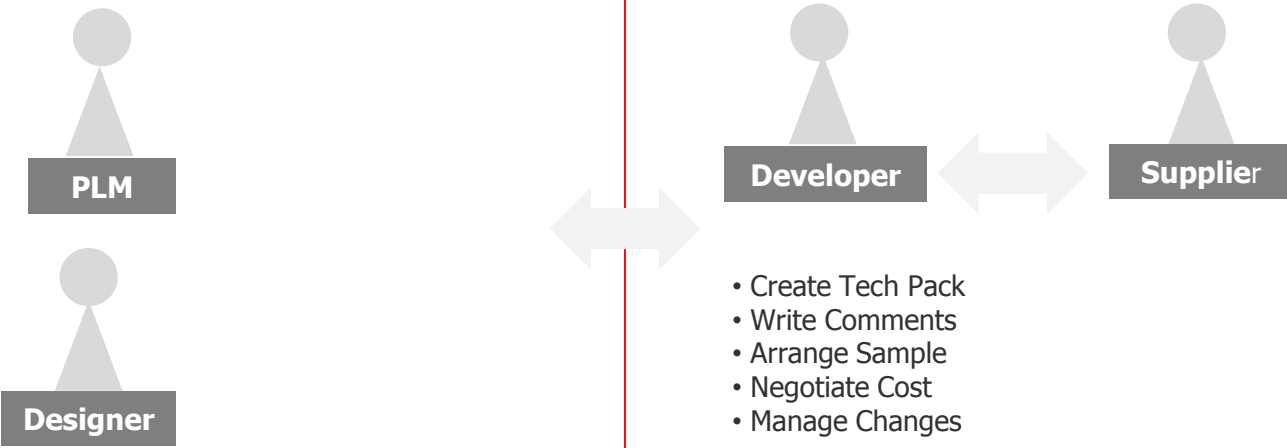 PLM
Designer
Developer
Supplier
• Create Tech Pack
• Write Comments
• Arrange Sample
• Negotiate Cost
• Manage Changes